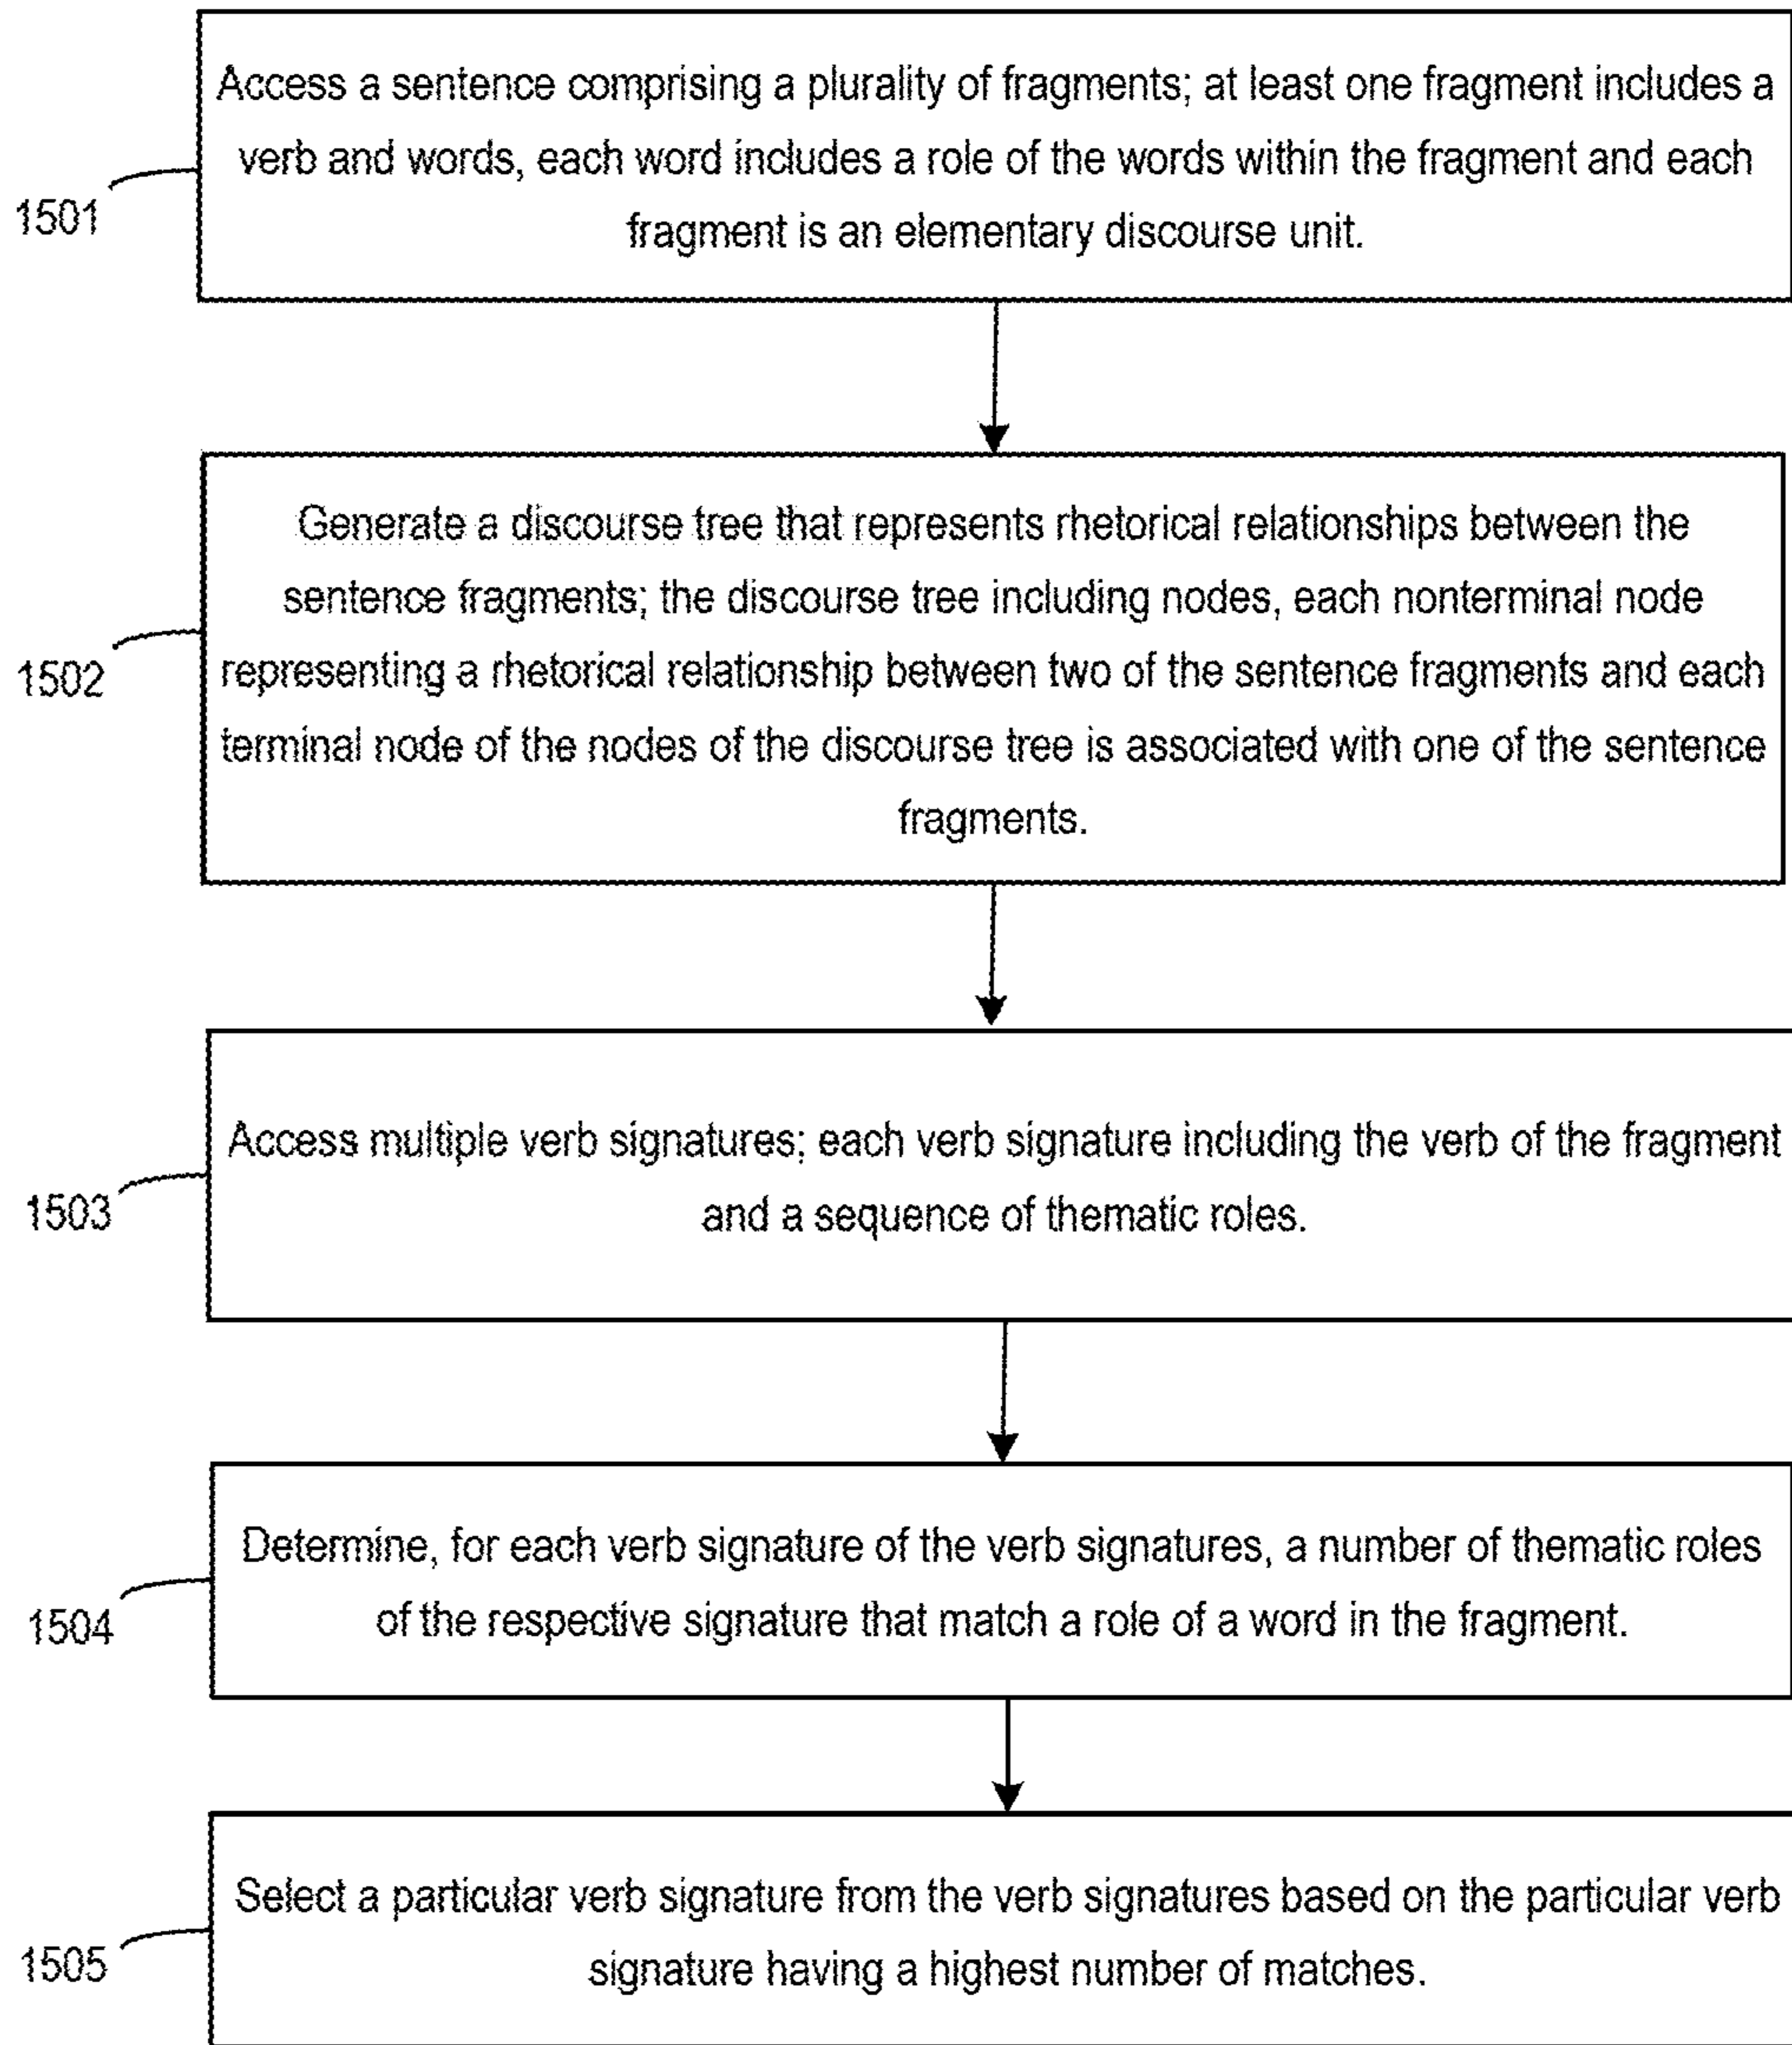 Access a sentence comprising a plurality of fragments; at least one fragment includes a
verb and words, each word includes a role of the words within the fragment and each
fragment is an elementary discourse unit.
1501
Generate a discourse tree that represents rhetorical relationships between the
sentence fragments; the discourse tree including nodes, each nonterminal node
representing a rhetorical relationship between two of the sentence fragments and each
terminal node of the nodes of the discourse tree is associated with one of the sentence
fragments.
1502
Access multiple verb signatures; each verb signature including the verb of the fragment
and a sequence of thematic roles.
1503
Determine, for each verb signature of the verb signatures, a number of thematic roles
of the respective signature that match a role of a word in the fragment.
1504
Select a particular verb signature from the verb signatures based on the particular verb
signature having a highest number of matches.
1505